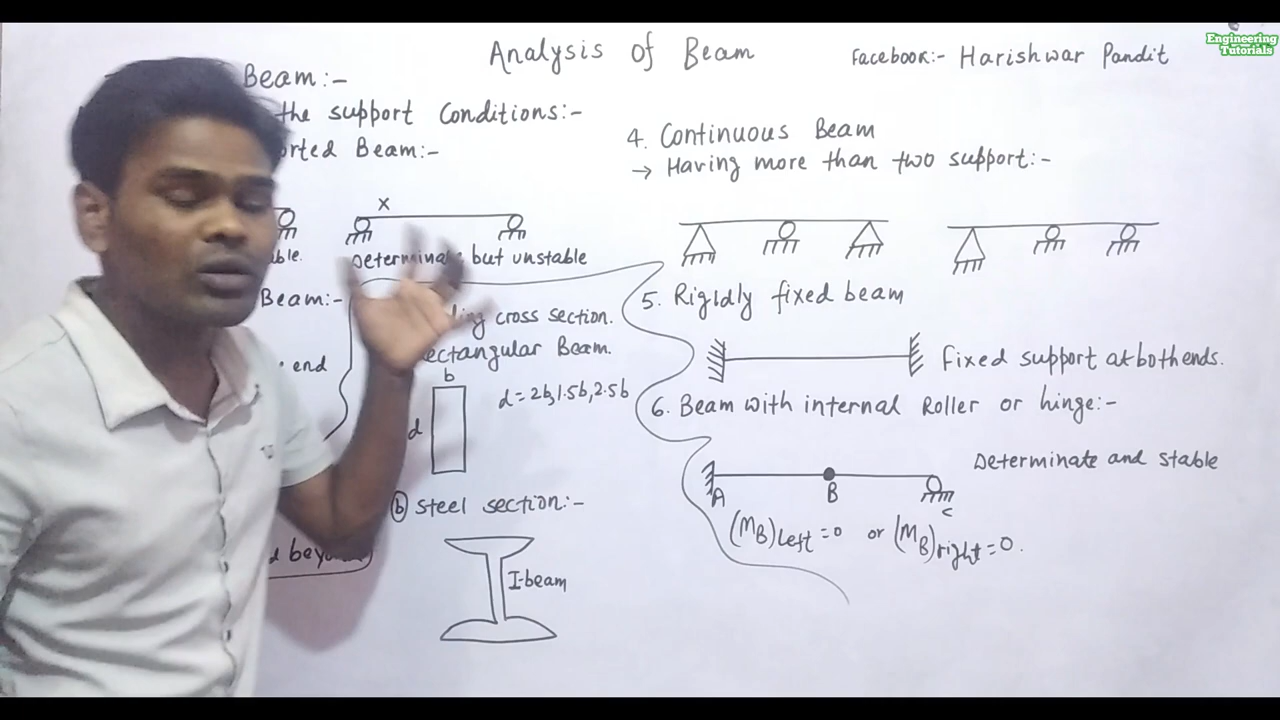 Analysis of Beam
Facebook:- Harishwar Pandit
Engineering
Tutorials
Beam:-
the support Conditions:-
orted Beam:-
x
able.
Determinate but unstable
Beam:-
end
cross section.
ectangular Beam.
b
d
d=2b,1.5b,2.5b
b Steel section:-
I-beam
4. Continuous Beam
→ Having more than two support:-
5. Rigidly fixed beam
Fixed support at both ends.
6. Beam with internal Roller or hinge:-
Determinate and stable
A
B
C
(MB)left=0 or (MB)right=0.